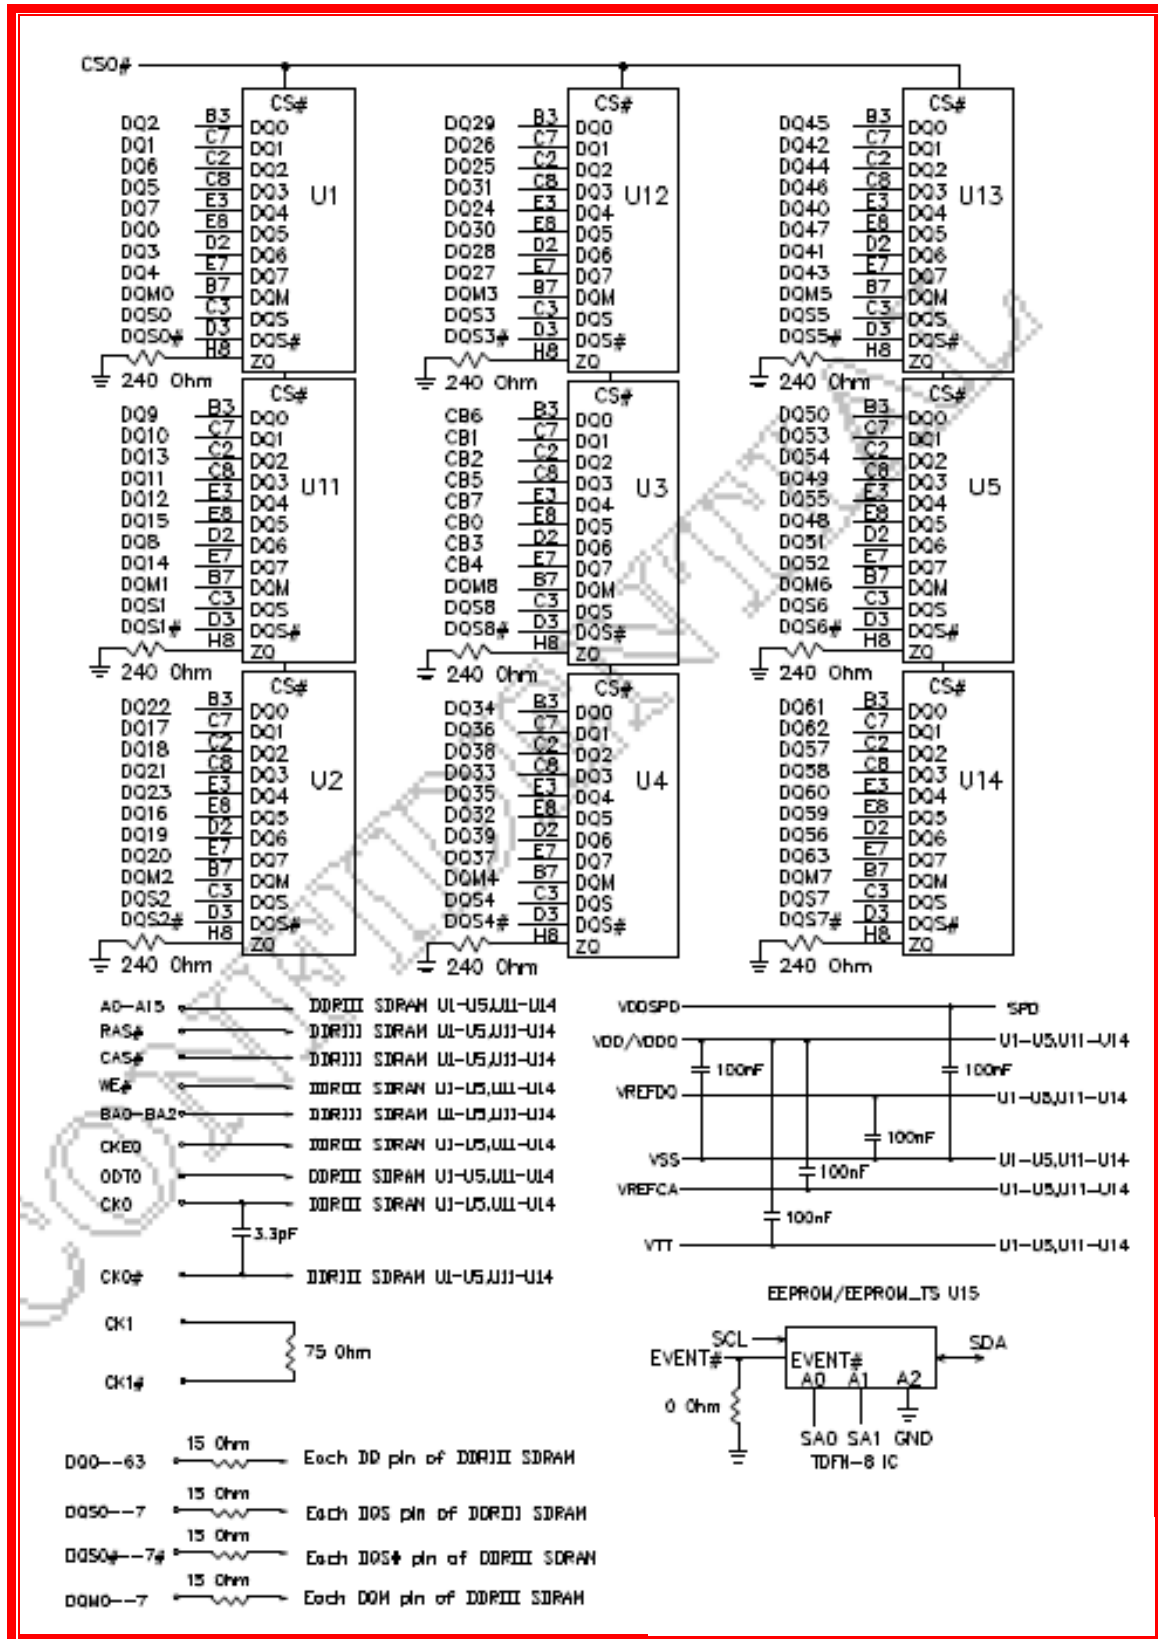 CS0#
CS#
DQ2 B3 DQ0
DQ1 C7 DQ1
DQ6 C2 DQ2
DQ5 C8 DQ3 U1
DQ7 E3 DQ4
DQ0 E8 DQ5
DQ3 D2 DQ6
DQ4 E7 DQ7
DQM0 B7 DQM
DQS0 C3 DQS
DQS0# D3 DQS#
H8 ZQ
240 Ohm
CS#
DQ29 B3 DQ0
DQ26 C7 DQ1
DQ25 C2 DQ2
DQ31 C8 DQ3 U12
DQ24 E3 DQ4
DQ30 E8 DQ5
DQ28 D2 DQ6
DQ27 E7 DQ7
DQM3 B7 DQM
DQS3 C3 DQS
DQS3# D3 DQS#
H8 ZQ
240 Ohm
CS#
DQ45 B3 DQ0
DQ42 C7 DQ1
DQ44 C2 DQ2
DQ46 C8 DQ3 U13
DQ40 E3 DQ4
DQ47 E8 DQ5
DQ41 D2 DQ6
DQ43 E7 DQ7
DQM5 B7 DQM
DQS5 C3 DQS
DQS5# D3 DQS#
H8 ZQ
240 Ohm
CS#
DQ9 B3 DQ0
DQ10 C7 DQ1
DQ13 C2 DQ2
DQ11 C8 DQ3 U11
DQ12 E3 DQ4
DQ15 E8 DQ5
DQ8 D2 DQ6
DQ14 E7 DQ7
DQM1 B7 DQM
DQS1 C3 DQS
DQS1# D3 DQS#
H8 ZQ
240 Ohm
CS#
CB6 B3 DQ0
CB1 C7 DQ1
CB2 C2 DQ2
CB5 C8 DQ3 U3
CB7 E3 DQ4
CB0 E8 DQ5
CB3 D2 DQ6
CB4 E7 DQ7
DQM8 B7 DQM
DQS8 C3 DQS
DQS8# D3 DQS#
H8 ZQ
240 Ohm
CS#
DQ50 B3 DQ0
DQ53 C7 DQ1
DQ54 C2 DQ2
DQ49 C8 DQ3 U5
DQ55 E3 DQ4
DQ48 E8 DQ5
DQ51 D2 DQ6
DQ52 E7 DQ7
DQM6 B7 DQM
DQS6 C3 DQS
DQS6# D3 DQS#
H8 ZQ
240 Ohm
CS#
DQ22 B3 DQ0
DQ17 C7 DQ1
DQ18 C2 DQ2
DQ21 C8 DQ3 U2
DQ23 E3 DQ4
DQ16 E8 DQ5
DQ19 D2 DQ6
DQ20 E7 DQ7
DQM2 B7 DQM
DQS2 C3 DQS
DQS2# D3 DQS#
H8 ZQ
240 Ohm
CS#
DQ34 B3 DQ0
DQ36 C7 DQ1
DQ38 C2 DQ2
DQ33 C8 DQ3 U4
DQ35 E3 DQ4
DQ32 E8 DQ5
DQ39 D2 DQ6
DQ37 E7 DQ7
DQM4 B7 DQM
DQS4 C3 DQS
DQS4# D3 DQS#
H8 ZQ
240 Ohm
CS#
DQ61 B3 DQ0
DQ62 C7 DQ1
DQ57 C2 DQ2
DQ58 C8 DQ3 U14
DQ60 E3 DQ4
DQ59 E8 DQ5
DQ56 D2 DQ6
DQ63 E7 DQ7
DQM7 B7 DQM
DQS7 C3 DQS
DQS7# D3 DQS#
H8 ZQ
240 Ohm
A0-A15 DDRIII SDRAM U1-U5,U11-U14
RAS# DDRIII SDRAM U1-U5,U11-U14
CAS# DDRIII SDRAM U1-U5,U11-U14
WE# DDRIII SDRAM U1-U5,U11-U14
BA0-BA2 DDRIII SDRAM U1-U5,U11-U14
CKE0 DDRIII SDRAM U1-U5,U11-U14
ODT0 DDRIII SDRAM U1-U5,U11-U14
CK0 DDRIII SDRAM U1-U5,U11-U14
3.3pF
CK0# DDRIII SDRAM U1-U5,U11-U14
CK1
75 Ohm
CK1#
VDDSPD SPD
VDD/VDDQ U1-U5,U11-U14
100nF 100nF
VREFDQ U1-U5,U11-U14
100nF
VSS U1-U5,U11-U14
100nF
VREFCA U1-U5,U11-U14
100nF
VTT U1-U5,U11-U14
EEPROM/EEPROM_TS U15
SCL SDA
EVENT# EVENT#
A0 A1 A2
0 Ohm
SA0 SA1 GND
TDFN-8 IC
15 Ohm
DQ0--63 Each DQ pin of DDRIII SDRAM
15 Ohm
DQS0--7 Each DQS pin of DDRIII SDRAM
15 Ohm
DQS0#--7# Each DQS# pin of DDRIII SDRAM
15 Ohm
DQM0--7 Each DQM pin of DDRIII SDRAM
CONFIDENTIAL